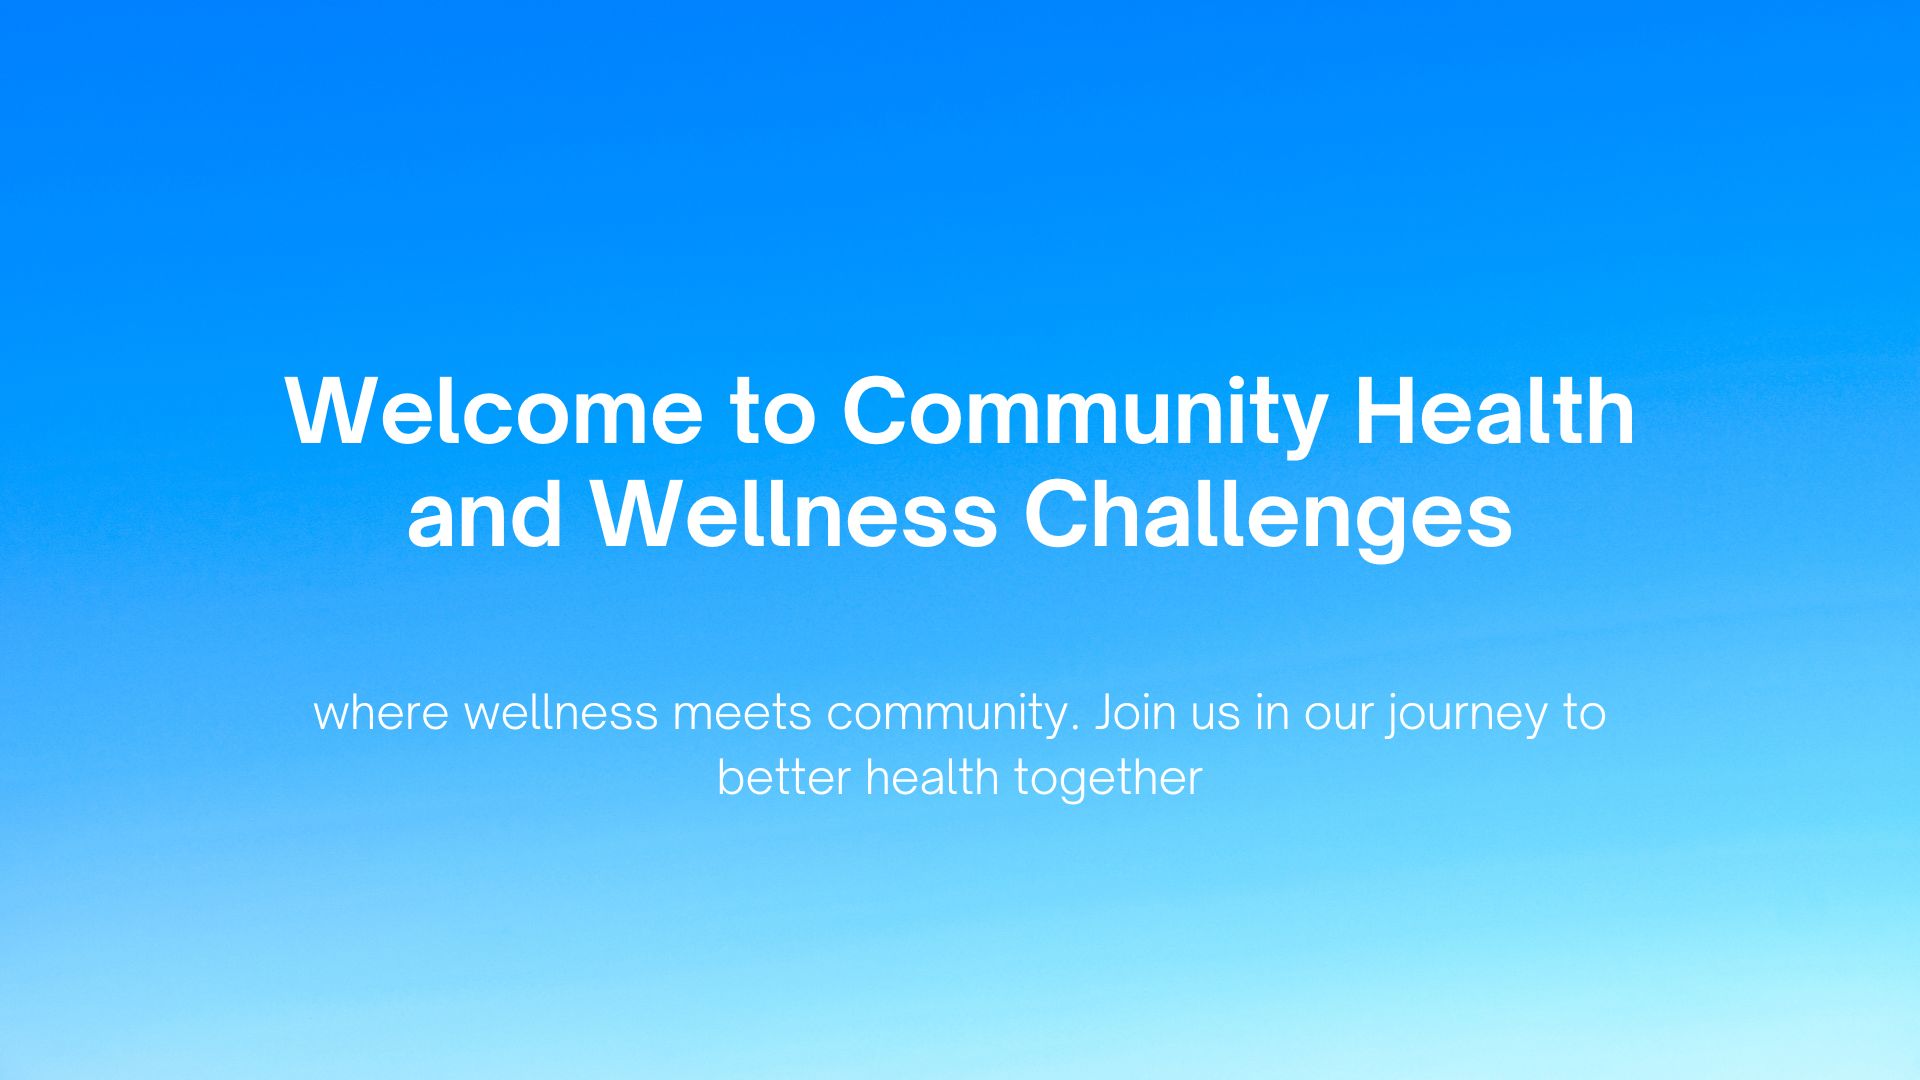 Welcome to Community Health
and Wellness Challenges
where wellness meets community. Join us in our journey to
better health together